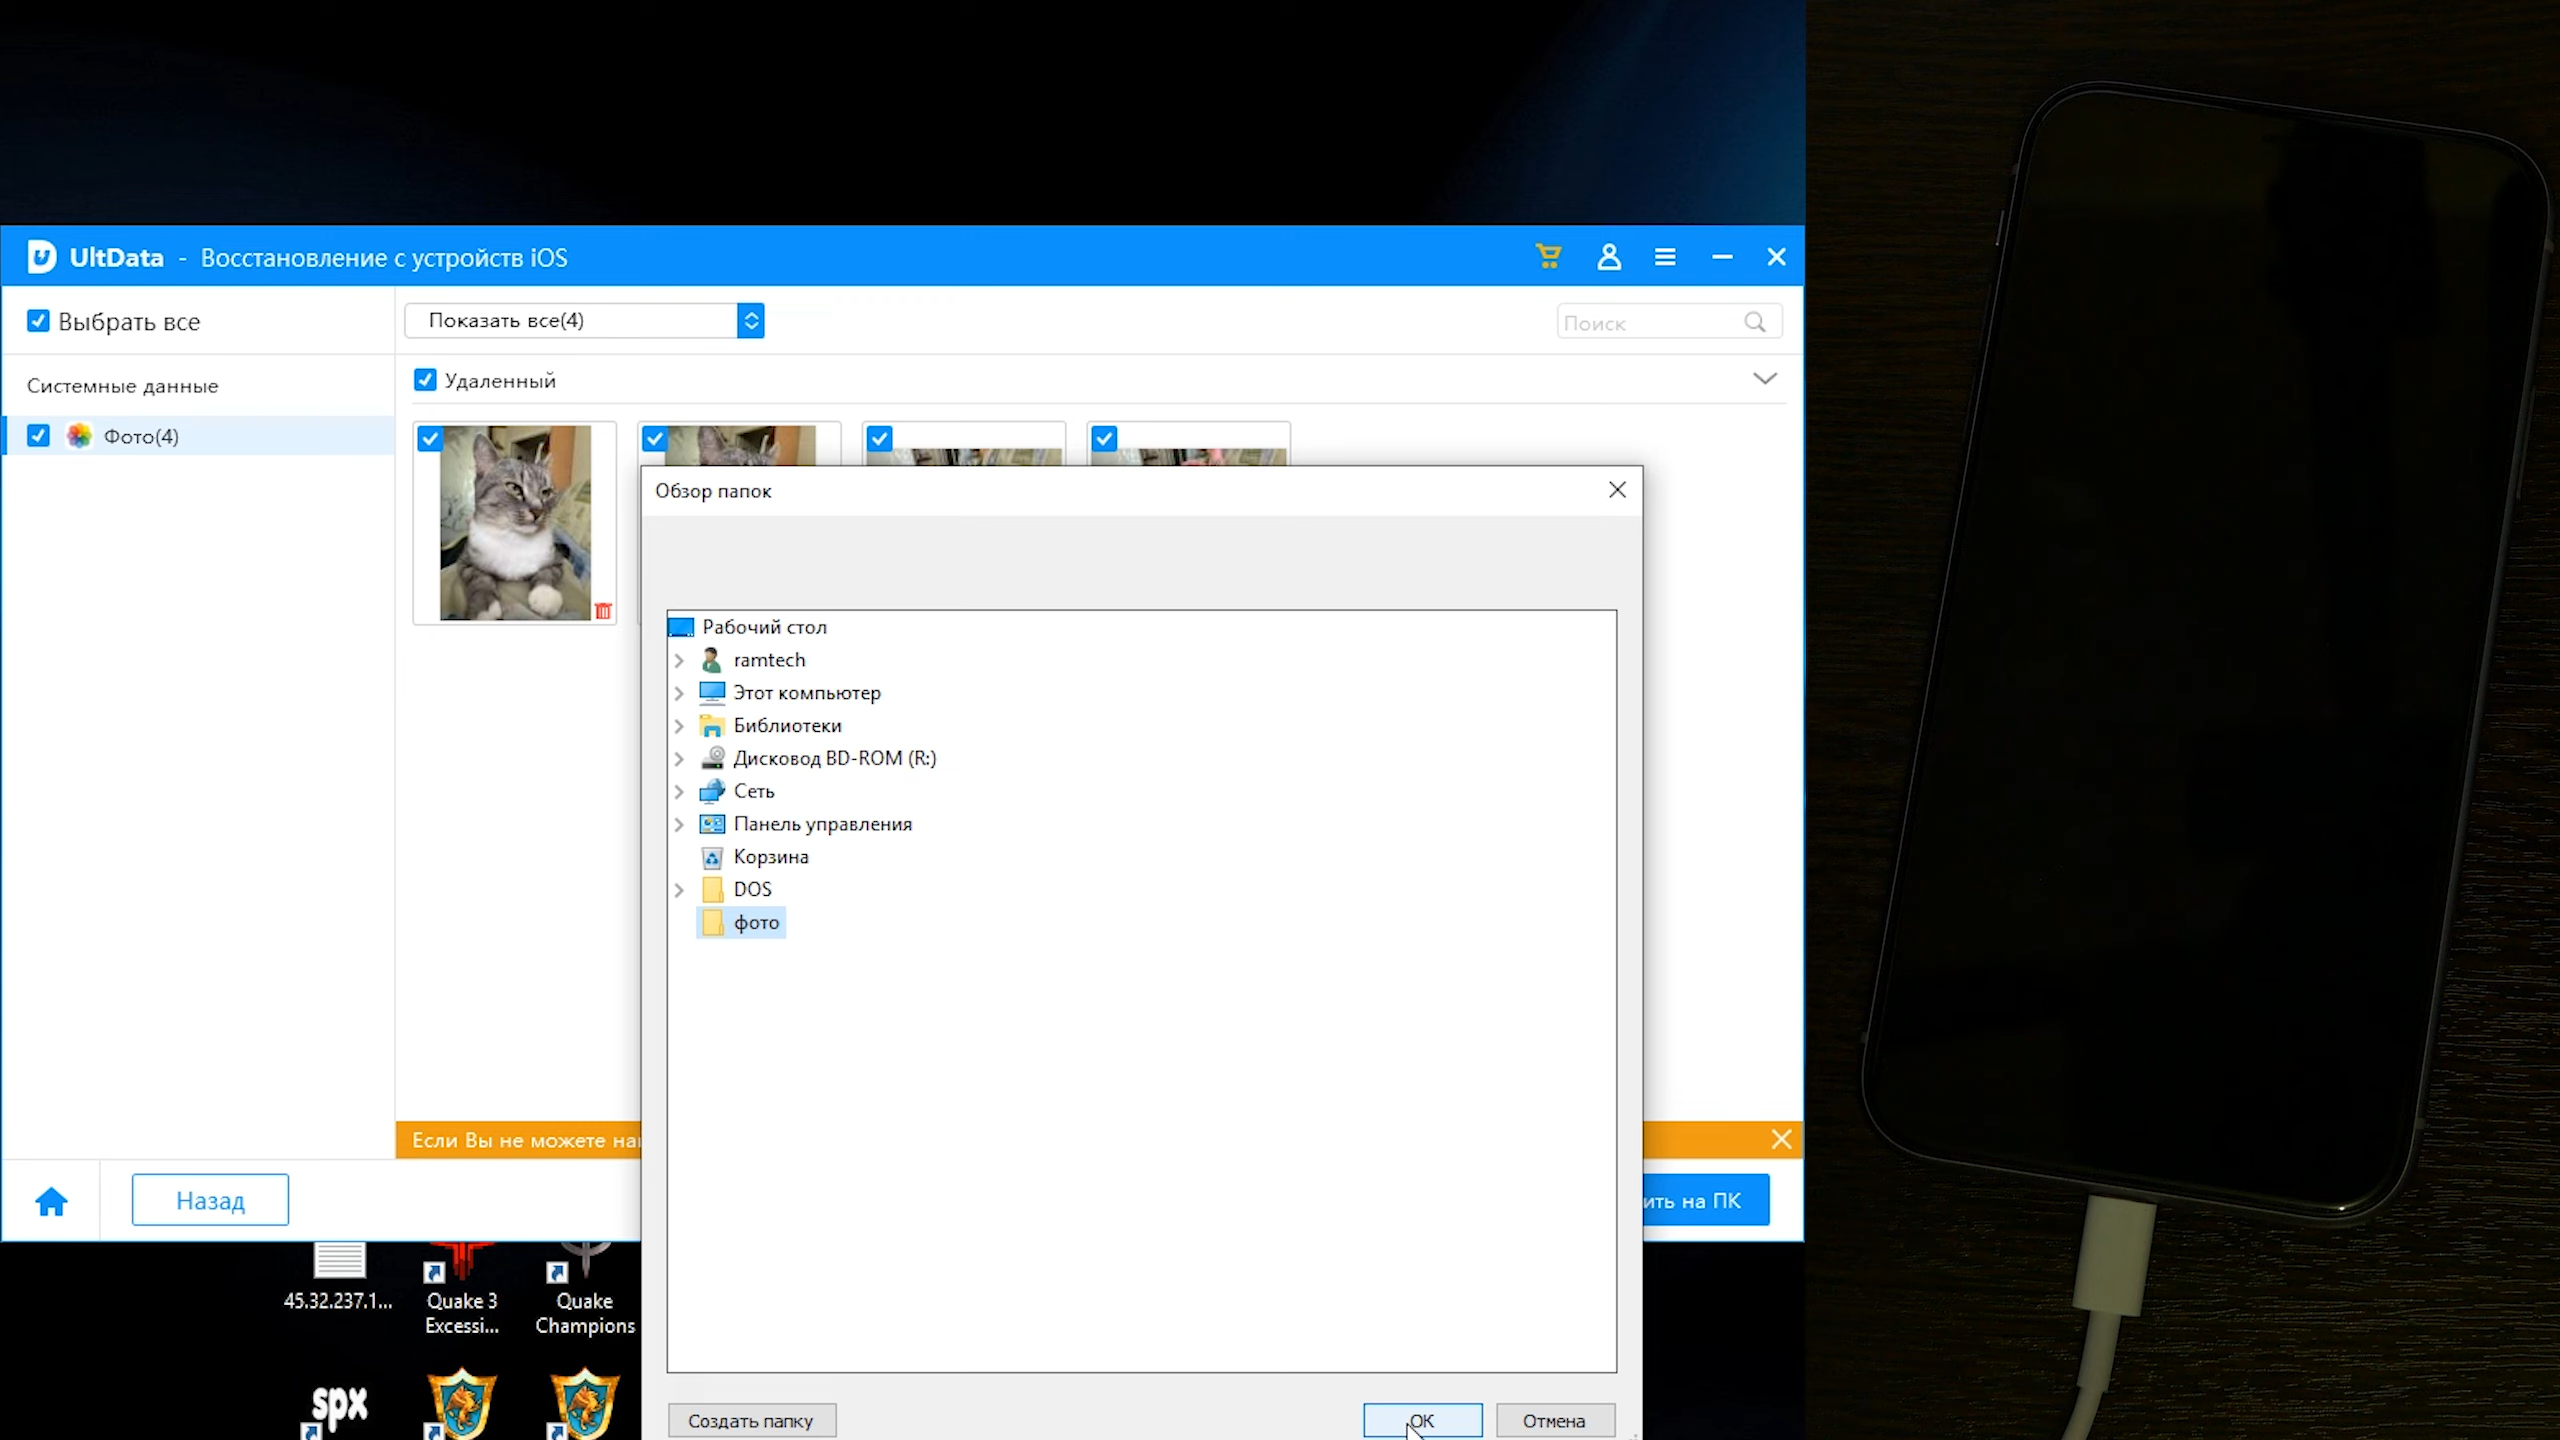 UltData - Восстановление с устройств iOS
Выбрать все
Показать все(4)
Поиск
Системные данные
Удаленный
Фото(4)
Обзор папок
Рабочий стол
ramtech
Этот компьютер
Библиотеки
Дисковод BD-ROM (R:)
Сеть
Панель управления
Корзина
DOS
фото
Если Вы не можете
Назад
на ПК
45.32.237.1...
Quake 3
Excessi...
Quake
Champions
spx
Создать папку
OK
Отмена